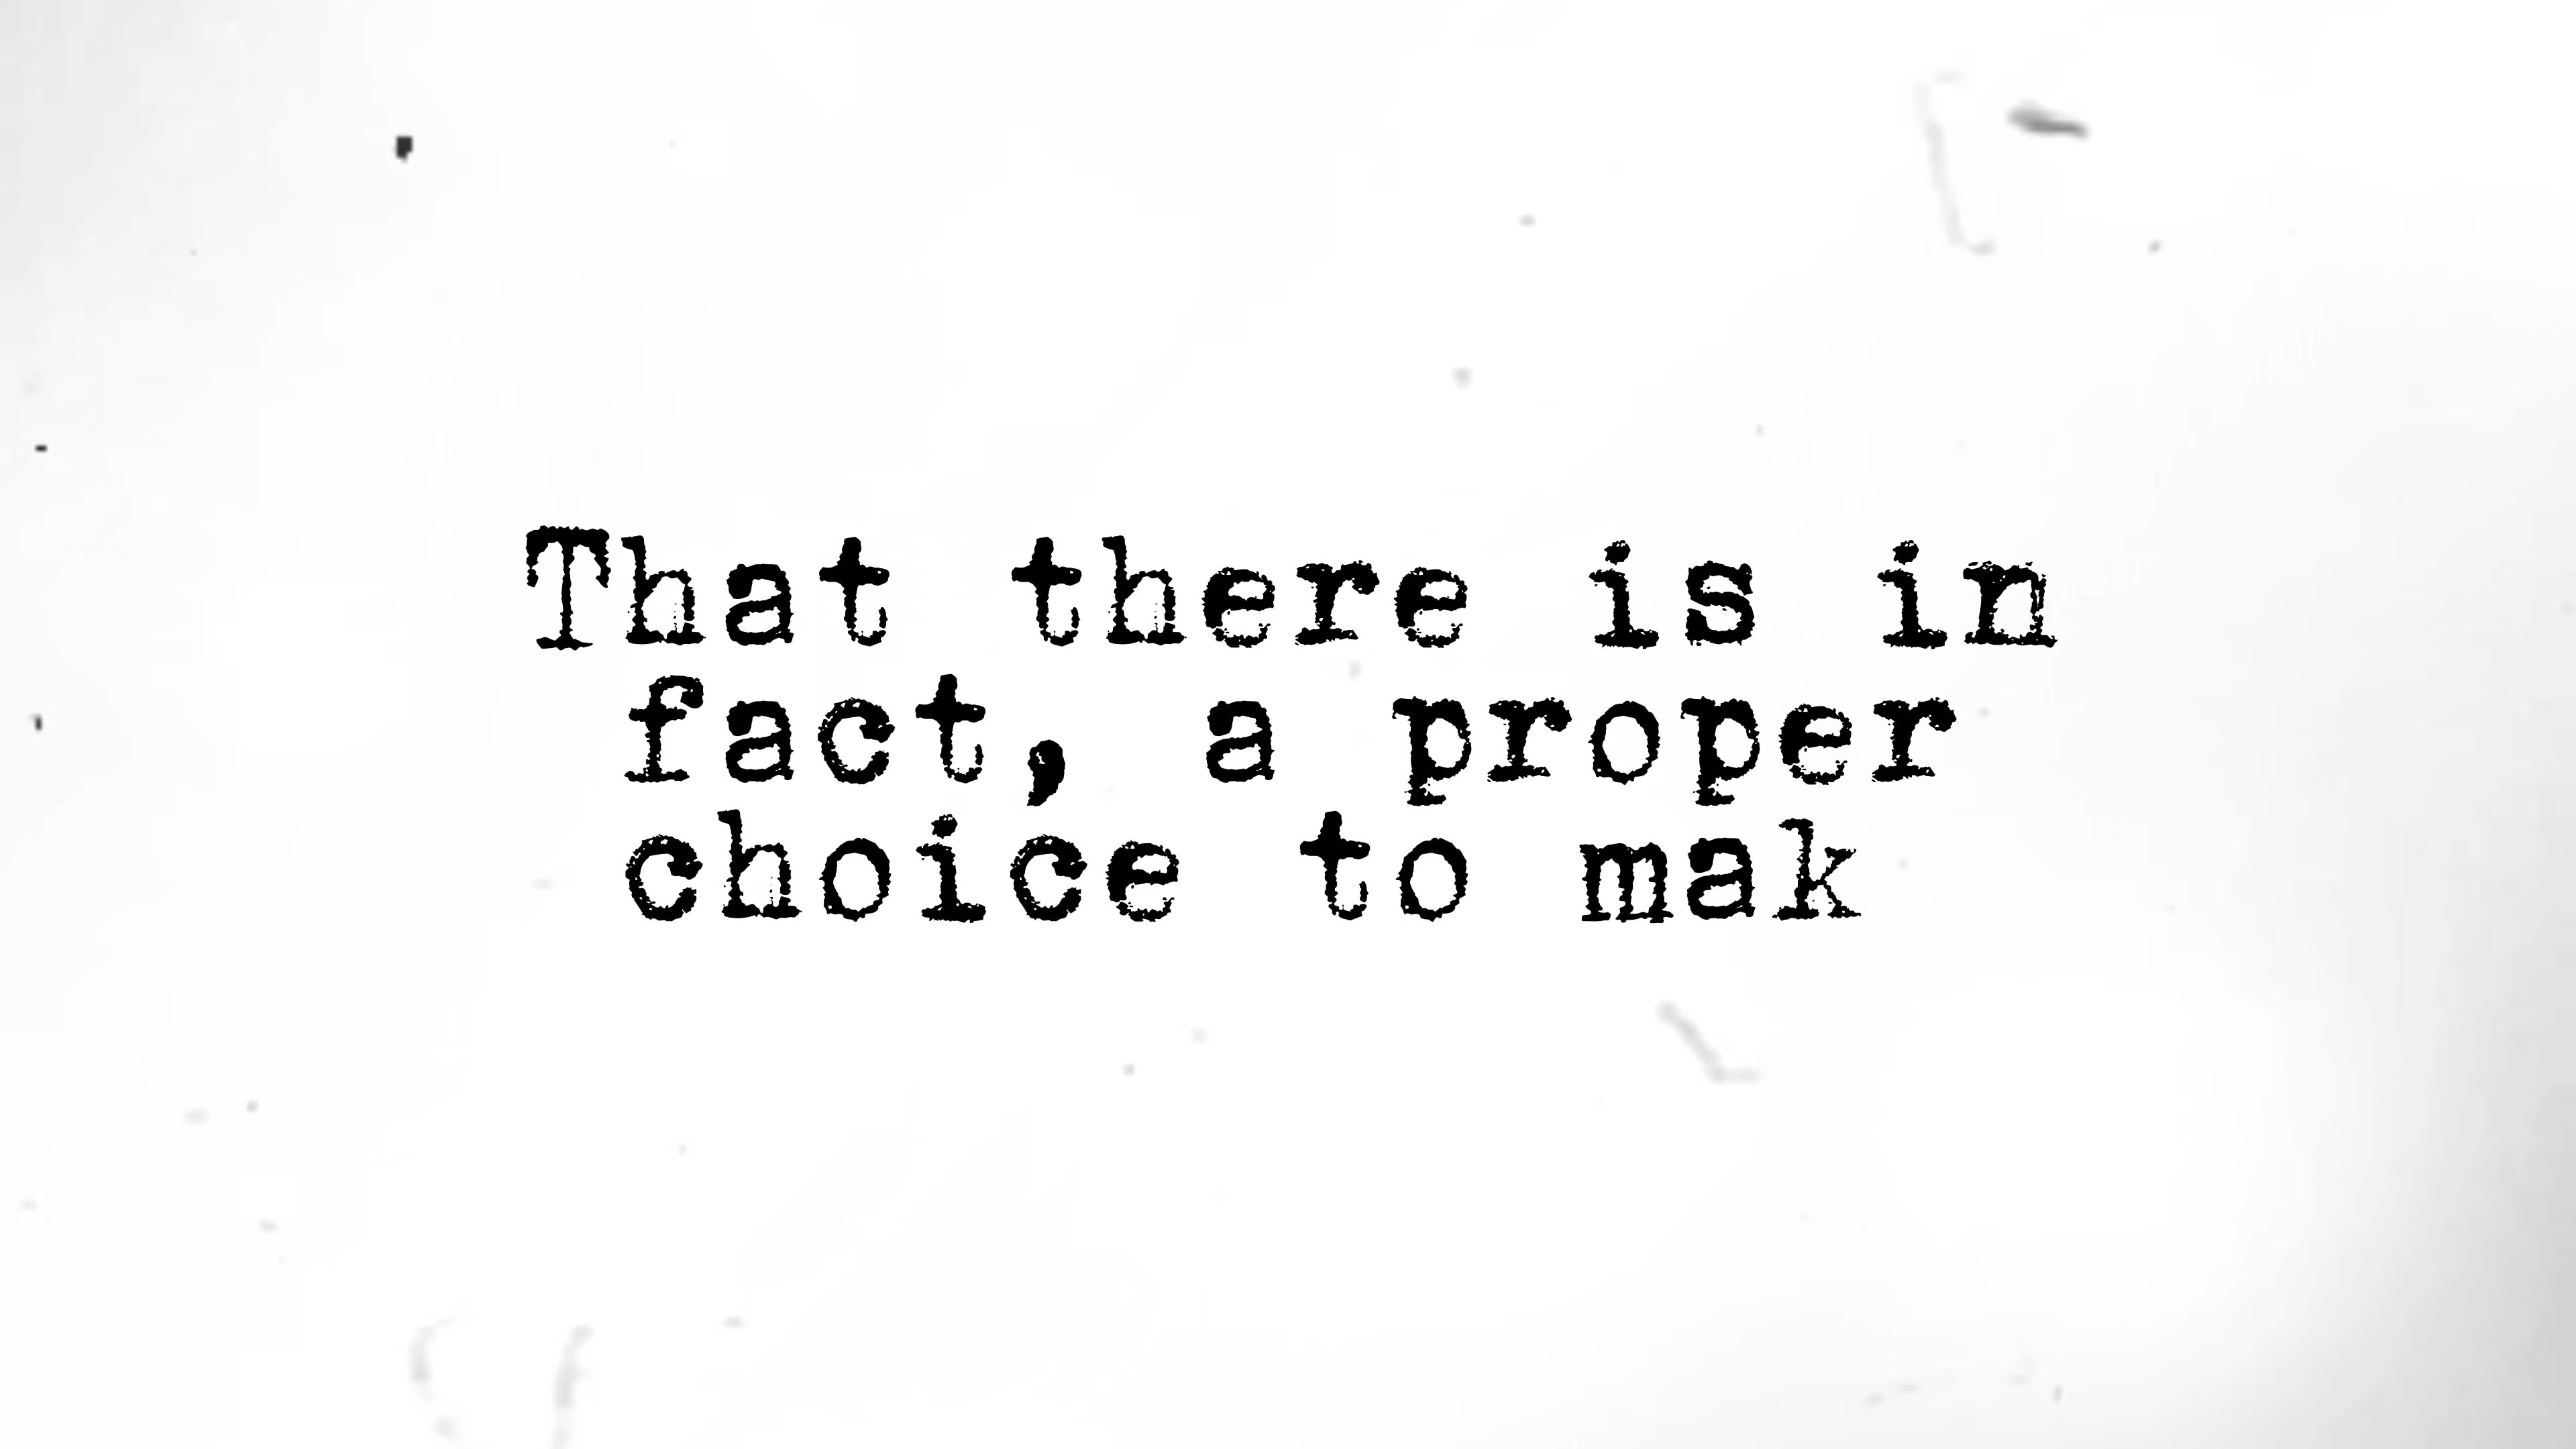 That there is in
fact, a proper
choice to mak